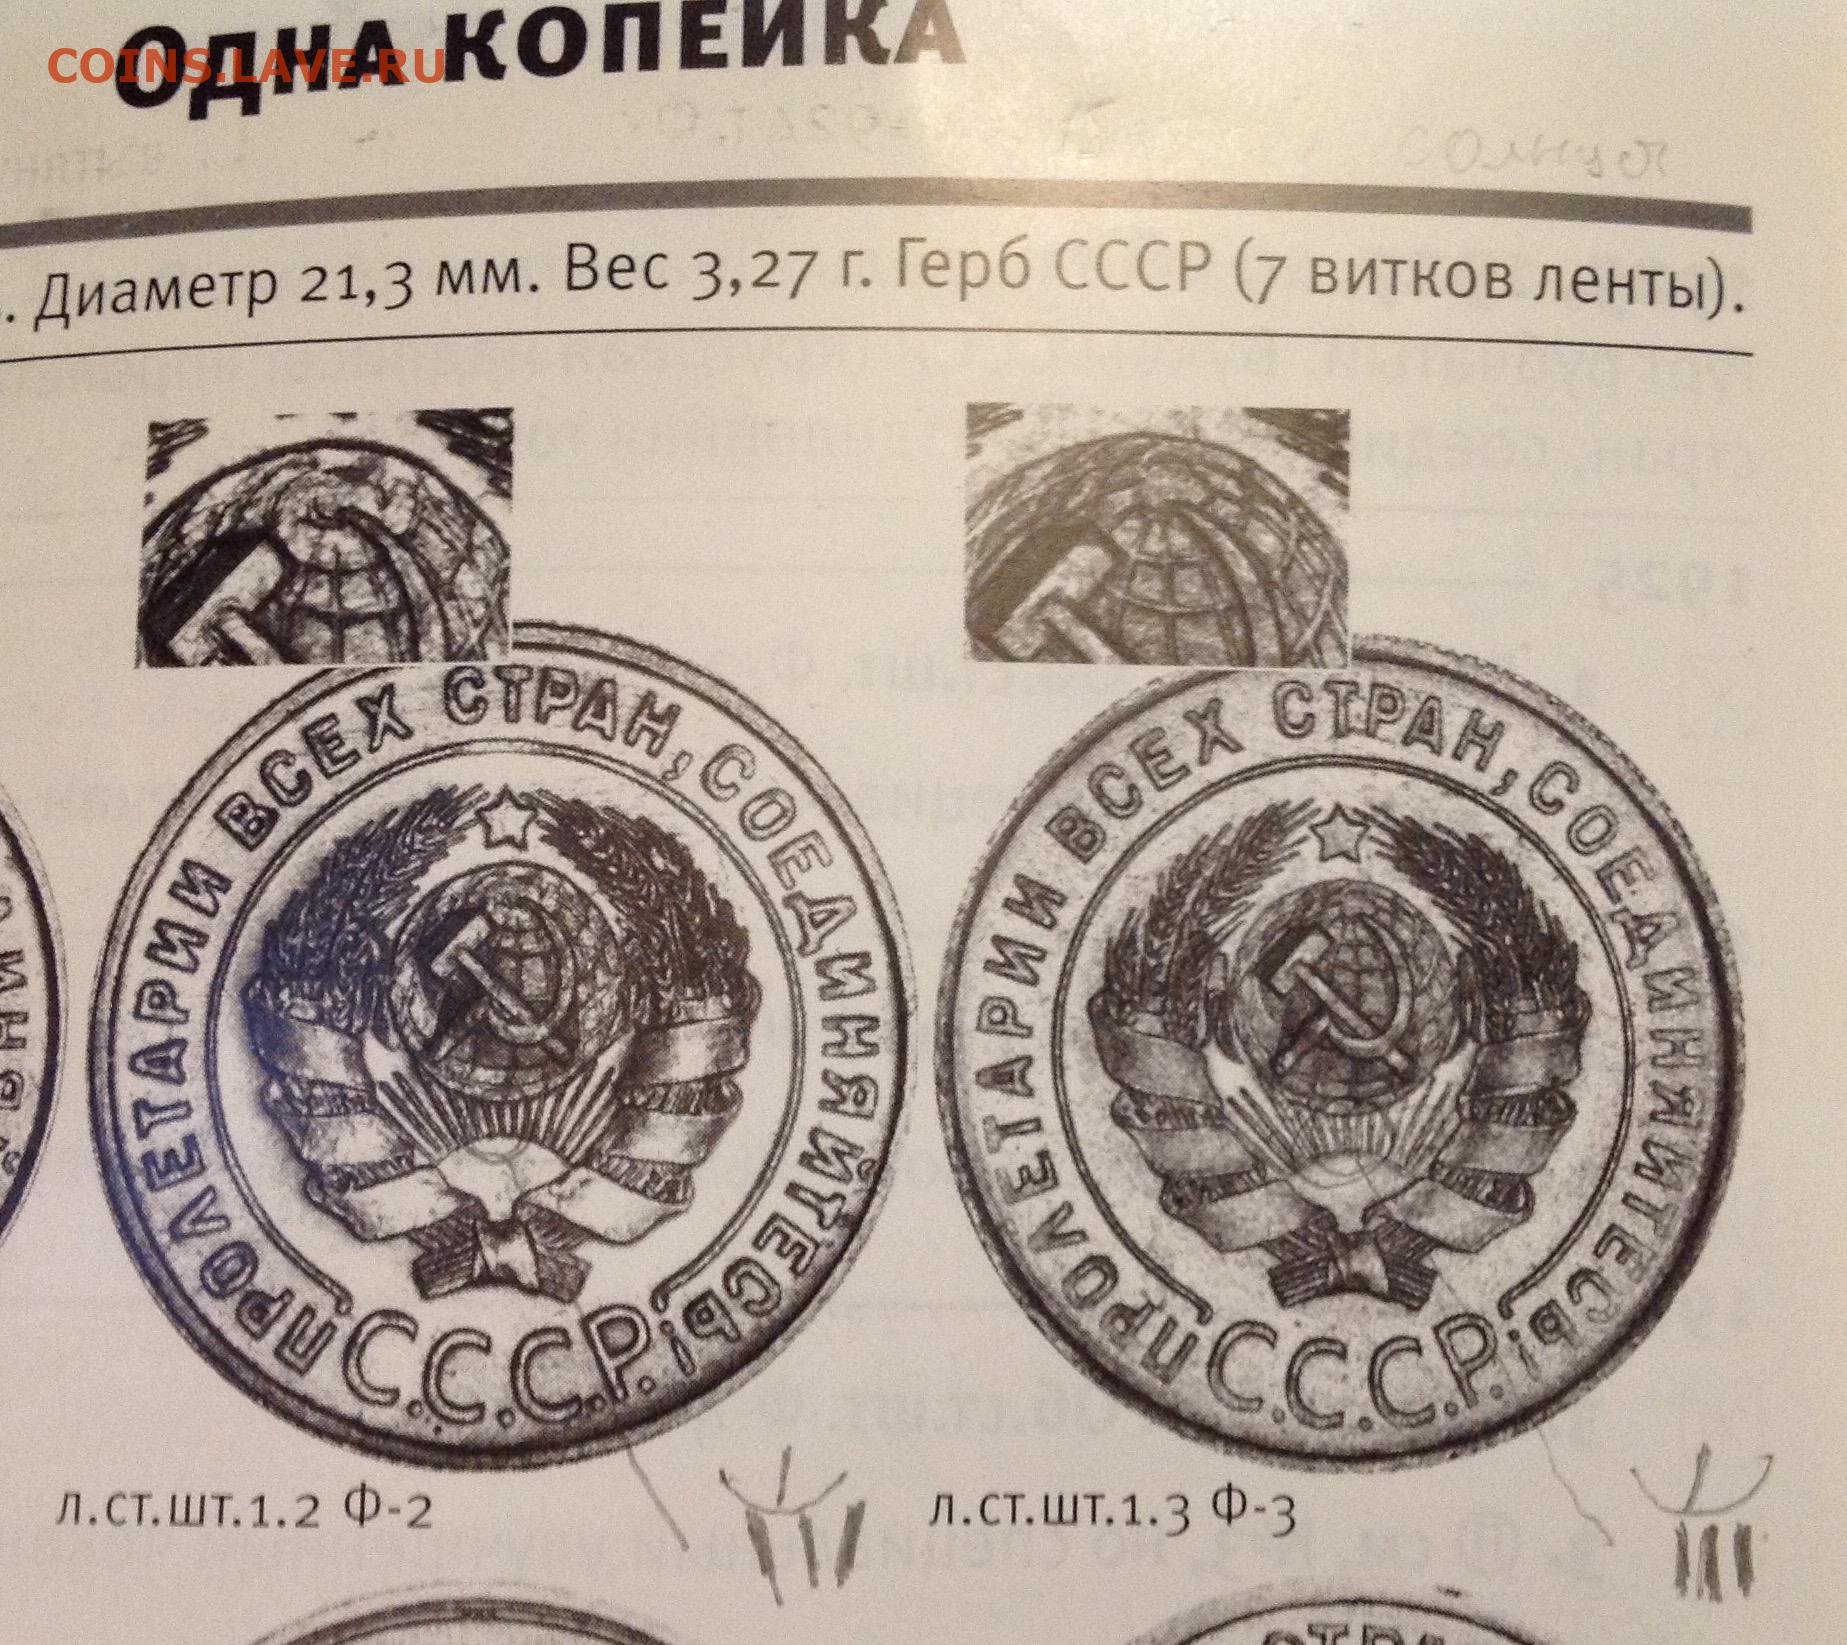 ОДНА КОПЕЙКА
COINS.LAVE.RU
. Диаметр 21,3 мм. Вес 3,27 г. Герб СССР (7 витков ленты).
ПРОЛЕТАРИИ ВСЕХ СТРАН, СОЕДИНЯЙТЕСЬ!
С.С.С.Р.
ПРОЛЕТАРИИ ВСЕХ СТРАН, СОЕДИНЯЙТЕСЬ!
С.С.С.Р.
л.ст.шт.1.2 Ф-2
л.ст.шт.1.3 Ф-3